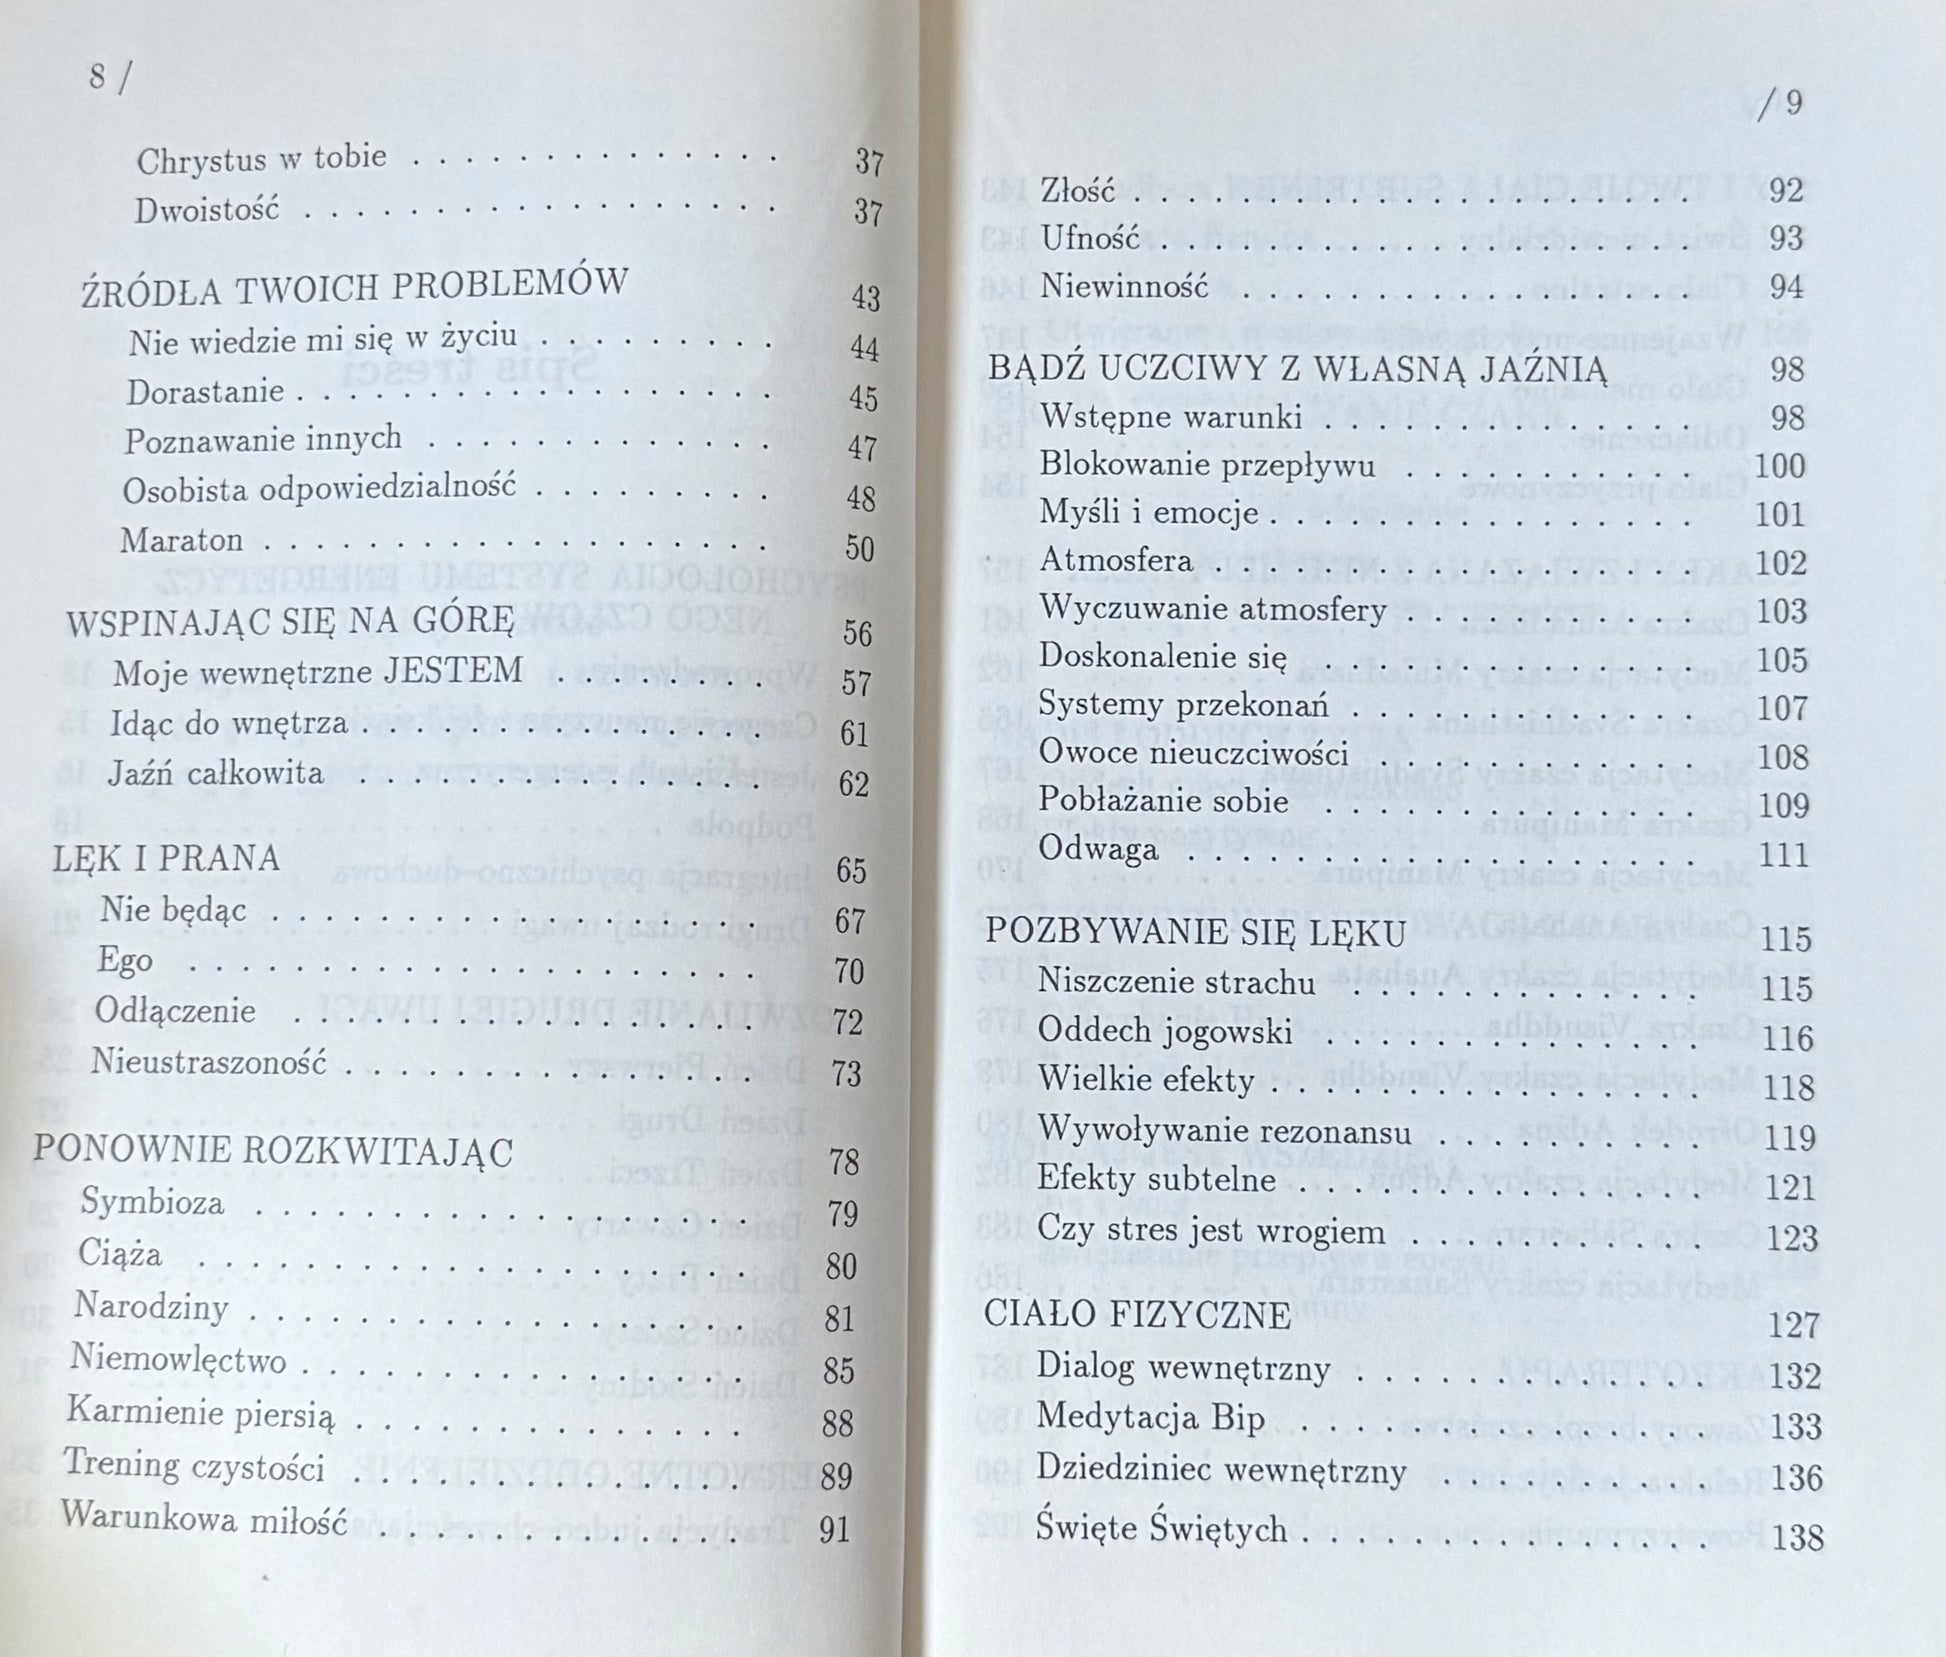 8 /
Chrystus w tobie . . . . . . . . . . . . . . 37
Dwoistość . . . . . . . . . . . . . . . . . . 37
ŹRÓDŁA TWOICH PROBLEMÓW 43
Nie wiedzie mi się w życiu . . . . . . . . . 44
Dorastanie . . . . . . . . . . . . . . . . . . 45
Poznawanie innych . . . . . . . . . . . . . 47
Osobista odpowiedzialność . . . . . . . . . 48
Maraton . . . . . . . . . . . . . . . . . . . 50
WSPINAJĄC SIĘ NA GÓRĘ 56
Moje wewnętrzne JESTEM . . . . . . . . 57
Idąc do wnętrza . . . . . . . . . . . . . . . 61
Jaźń całkowita . . . . . . . . . . . . . . . 62
LĘK I PRANA 65
Nie będąc . . . . . . . . . . . . . . . . . . 67
Ego . . . . . . . . . . . . . . . . . . . . . 70
Odłączenie . . . . . . . . . . . . . . . . . 72
Nieustraszoność . . . . . . . . . . . . . . . 73
PONOWNIE ROZKWITAJĄC 78
Symbioza . . . . . . . . . . . . . . . . . . 79
Ciąża . . . . . . . . . . . . . . . . . . . . 80
Narodziny . . . . . . . . . . . . . . . . . . 81
Niemowlęctwo . . . . . . . . . . . . . . . . 85
Karmienie piersią . . . . . . . . . . . . . . 88
Trening czystości . . . . . . . . . . . . . . 89
Warunkowa miłość . . . . . . . . . . . . . 91
/ 9
Złość . . . . . . . . . . . . . . . . . . . . . 92
Ufność . . . . . . . . . . . . . . . . . . . . 93
Niewinność . . . . . . . . . . . . . . . . . 94
BĄDŹ UCZCIWY Z WŁASNĄ JAŹNIĄ 98
Wstępne warunki . . . . . . . . . . . . . . 98
Blokowanie przepływu . . . . . . . . . . . 100
Myśli i emocje . . . . . . . . . . . . . . . . 101
Atmosfera . . . . . . . . . . . . . . . . . . 102
Wyczuwanie atmosfery . . . . . . . . . . . 103
Doskonalenie się . . . . . . . . . . . . . . 105
Systemy przekonań . . . . . . . . . . . . . 107
Owoce nieuczciwości . . . . . . . . . . . . 108
Pobłażanie sobie . . . . . . . . . . . . . . 109
Odwaga . . . . . . . . . . . . . . . . . . . 111
POZBYWANIE SIĘ LĘKU 115
Niszczenie strachu . . . . . . . . . . . . . 115
Oddech jogowski . . . . . . . . . . . . . . 116
Wielkie efekty . . . . . . . . . . . . . . . . 118
Wywoływanie rezonansu . . . . . . . . . . 119
Efekty subtelne . . . . . . . . . . . . . . . 121
Czy stres jest wrogiem . . . . . . . . . . . 123
CIAŁO FIZYCZNE 127
Dialog wewnętrzny . . . . . . . . . . . . . 132
Medytacja Bip . . . . . . . . . . . . . . . 133
Dziedziniec wewnętrzny . . . . . . . . . . 136
Święte Świętych . . . . . . . . . . . . . . . 138